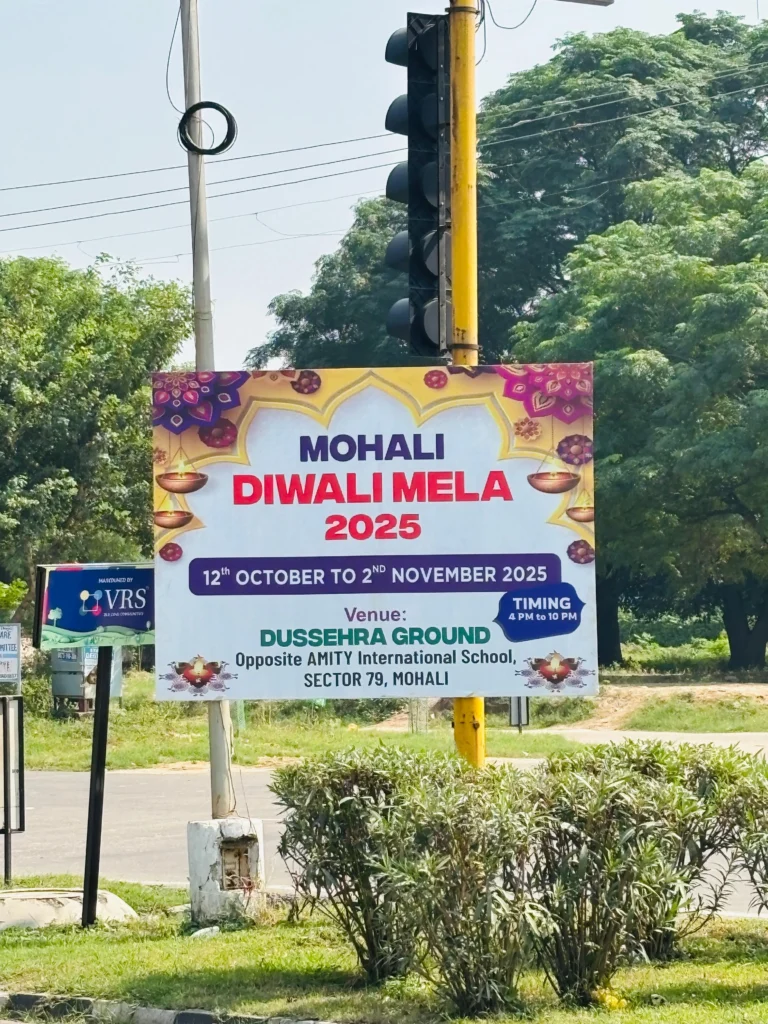 MOHALI
DIWALI MELA
2025
12th OCTOBER TO 2ND NOVEMBER 2025
TIMING
4 PM to 10 PM
Venue:
DUSSEHRA GROUND
Opposite AMITY International School,
SECTOR 79, MOHALI
MAINTAINED BY
VRS